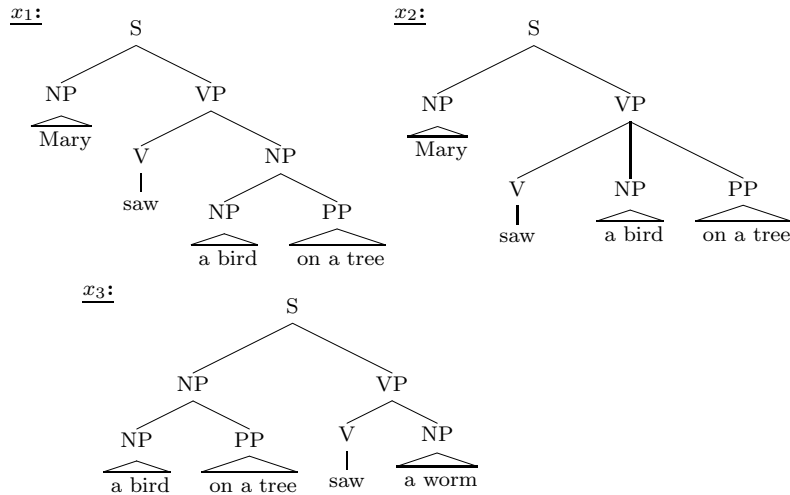 x₁:
S
NP VP
Mary
V NP
saw
NP PP
a bird on a tree
x₂:
S
NP VP
Mary
V NP PP
saw a bird on a tree
x₃:
S
NP VP
NP PP V NP
a bird on a tree saw a worm